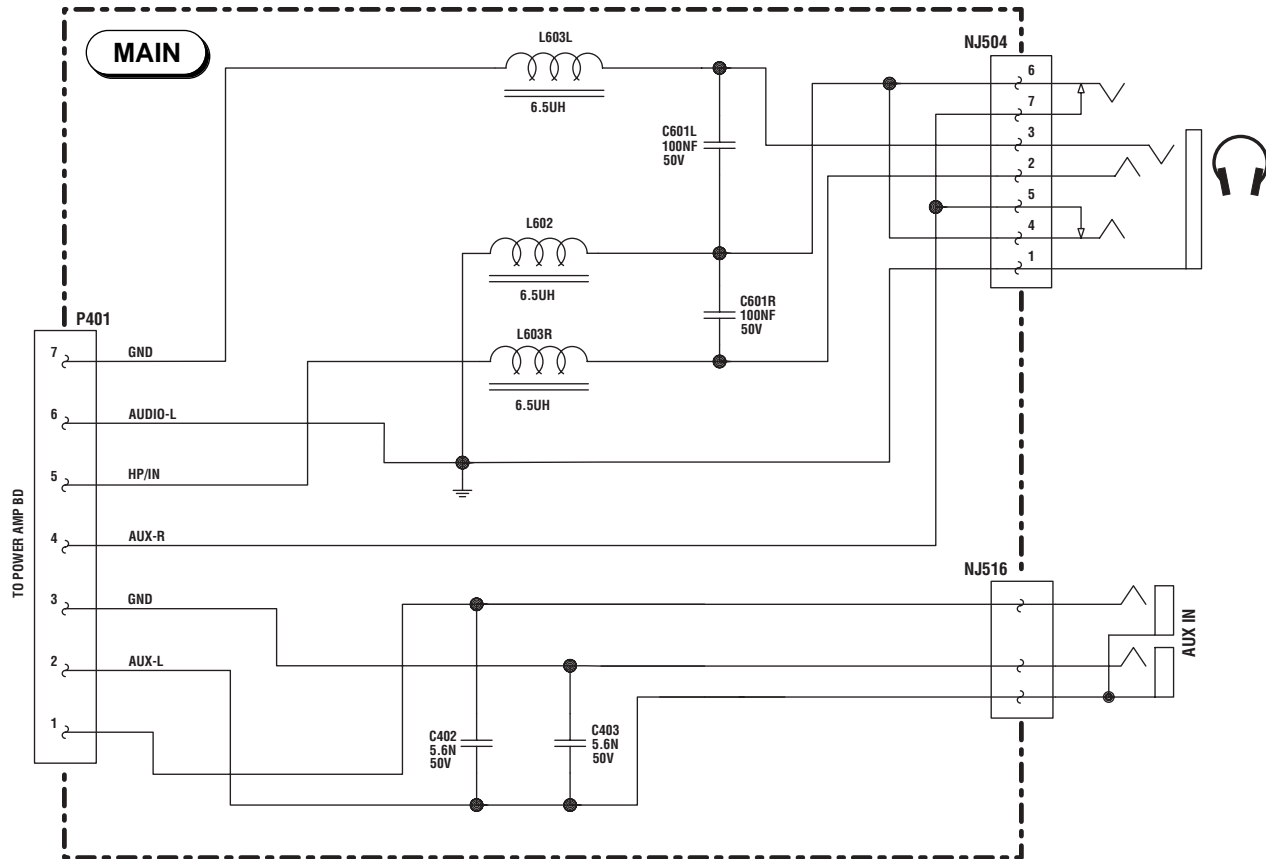 MAIN
L603L
6.5UH
C601L
100NF
50V
L602
6.5UH
C601R
100NF
50V
L603R
6.5UH
NJ504
6
7
3
2
5
4
1
P401
7 GND
6 AUDIO-L
5 HP/IN
4 AUX-R
3 GND
2 AUX-L
1
TO POWER AMP BD
C402
5.6N
50V
C403
5.6N
50V
NJ516
AUX IN